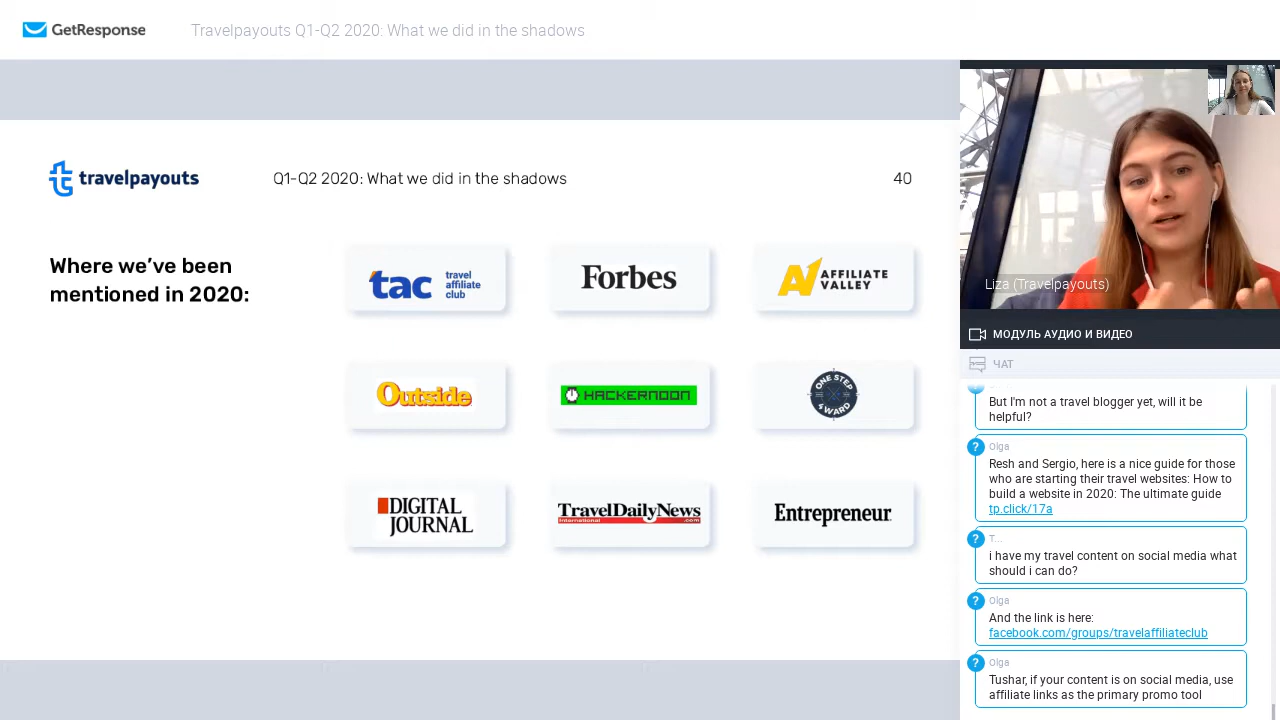 GetResponse
Travelpayouts Q1-Q2 2020: What we did in the shadows
travelpayouts
Q1-Q2 2020: What we did in the shadows
40
Where we've been
mentioned in 2020:
tac travel
affiliate
club
Forbes
AV AFFILIATE
VALLEY
Outside
HACKERNOON
ONE STEP
4WARD
DIGITAL
JOURNAL
TravelDailyNews
International
.com
Entrepreneur
Liza (Travelpayouts)
МОДУЛЬ АУДИО И ВИДЕО
ЧАТ
But I'm not a travel blogger yet, will it be
helpful?
Olga
Resh and Sergio, here is a nice guide for those
who are starting their travel websites: How to
build a website in 2020: The ultimate guide
tp.click/17a
T...
i have my travel content on social media what
should i can do?
Olga
And the link is here:
facebook.com/groups/travelaffiliateclub
Olga
Tushar, if your content is on social media, use
affiliate links as the primary promo tool